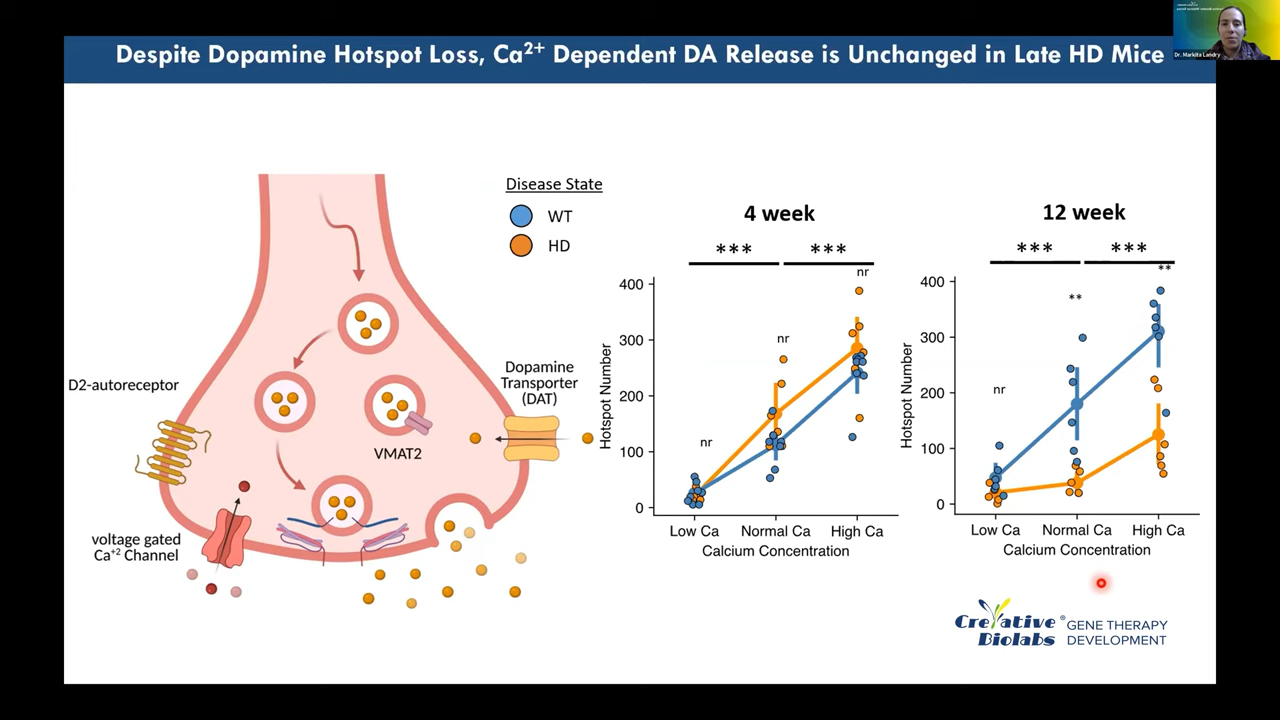 Despite Dopamine Hotspot Loss, Ca2+ Dependent DA Release is Unchanged in Late HD Mice
Dr. Markita Landry
Disease State
WT
HD
D2-autoreceptor
voltage gated
Ca+2 Channel
VMAT2
Dopamine
Transporter
(DAT)
4 week
*** ***
nr
nr
nr
Hotspot Number
400
300
200
100
0
Low Ca Normal Ca High Ca
Calcium Concentration
12 week
*** ***
**
**
nr
Hotspot Number
400
300
200
100
0
Low Ca Normal Ca High Ca
Calcium Concentration
Creative Biolabs ®
GENE THERAPY
DEVELOPMENT